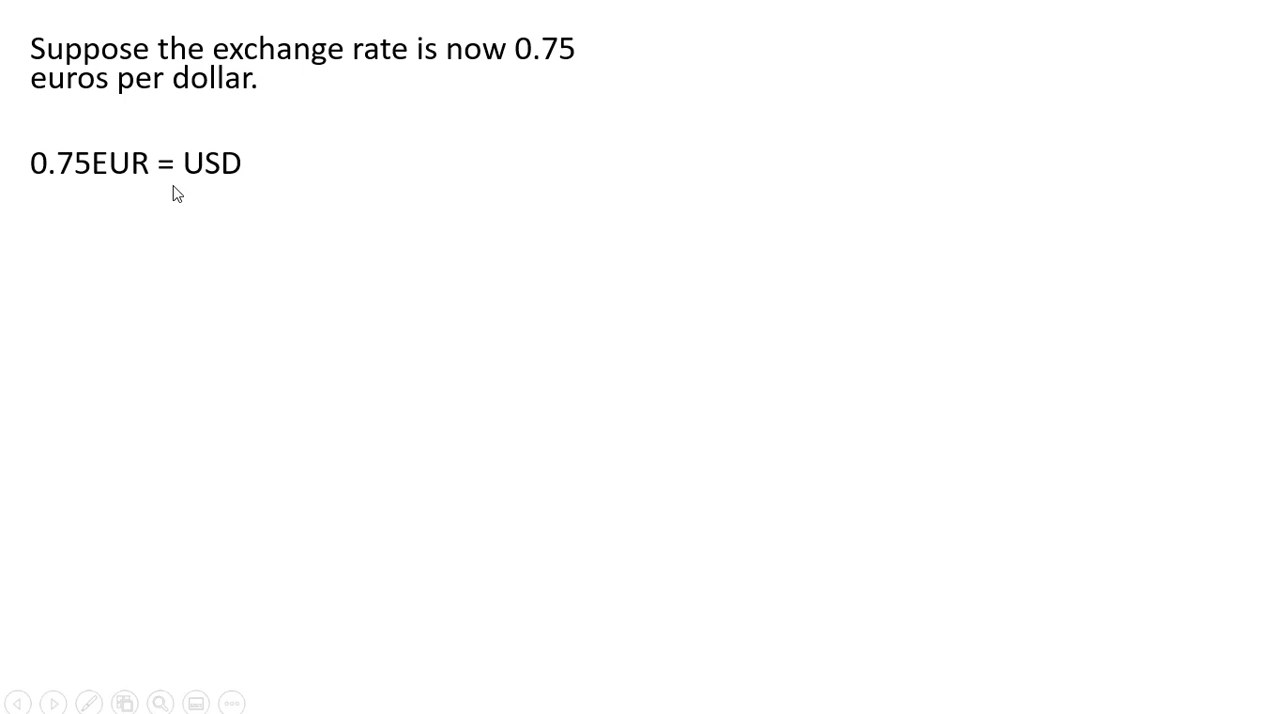 Suppose the exchange rate is now 0.75
euros per dollar.
0.75EUR = USD